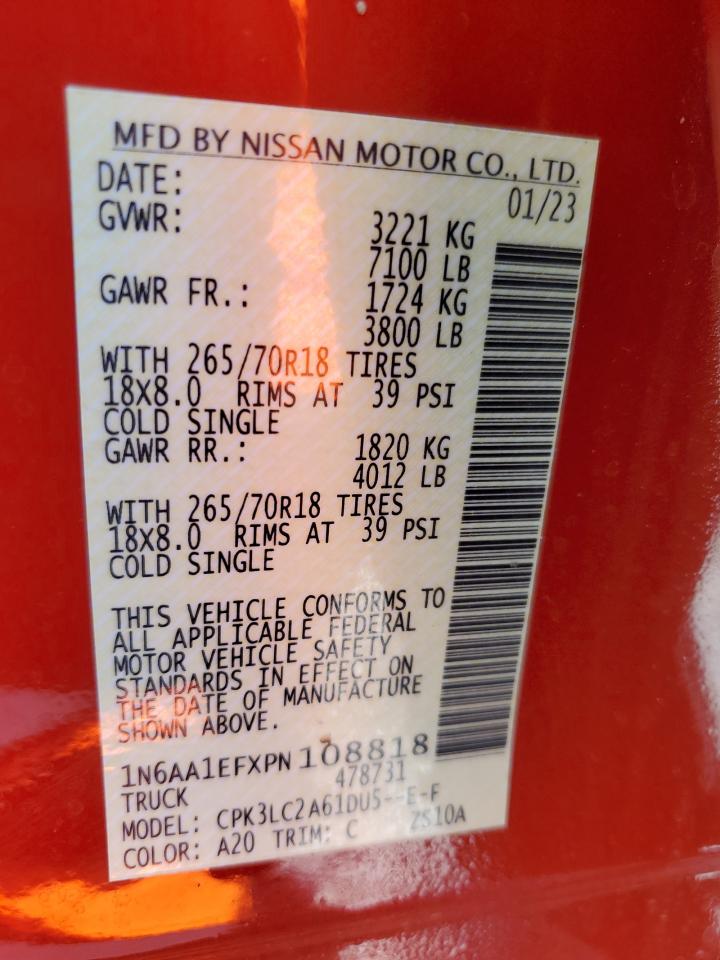 MFD BY NISSAN MOTOR CO., LTD.
DATE: 01/23
GVWR: 3221 KG
7100 LB
GAWR FR.: 1724 KG
3800 LB
WITH 265/70R18 TIRES
18X8.0 RIMS AT 39 PSI
COLD SINGLE
GAWR RR.: 1820 KG
4012 LB
WITH 265/70R18 TIRES
18X8.0 RIMS AT 39 PSI
COLD SINGLE
THIS VEHICLE CONFORMS TO
ALL APPLICABLE FEDERAL
MOTOR VEHICLE SAFETY
STANDARDS IN EFFECT ON
THE DATE OF MANUFACTURE
SHOWN ABOVE.
1N6AA1EFXPN108818
TRUCK 478731
MODEL: CPK3LC2A61DU5--E-F
COLOR: A20 TRIM: C ZS10A